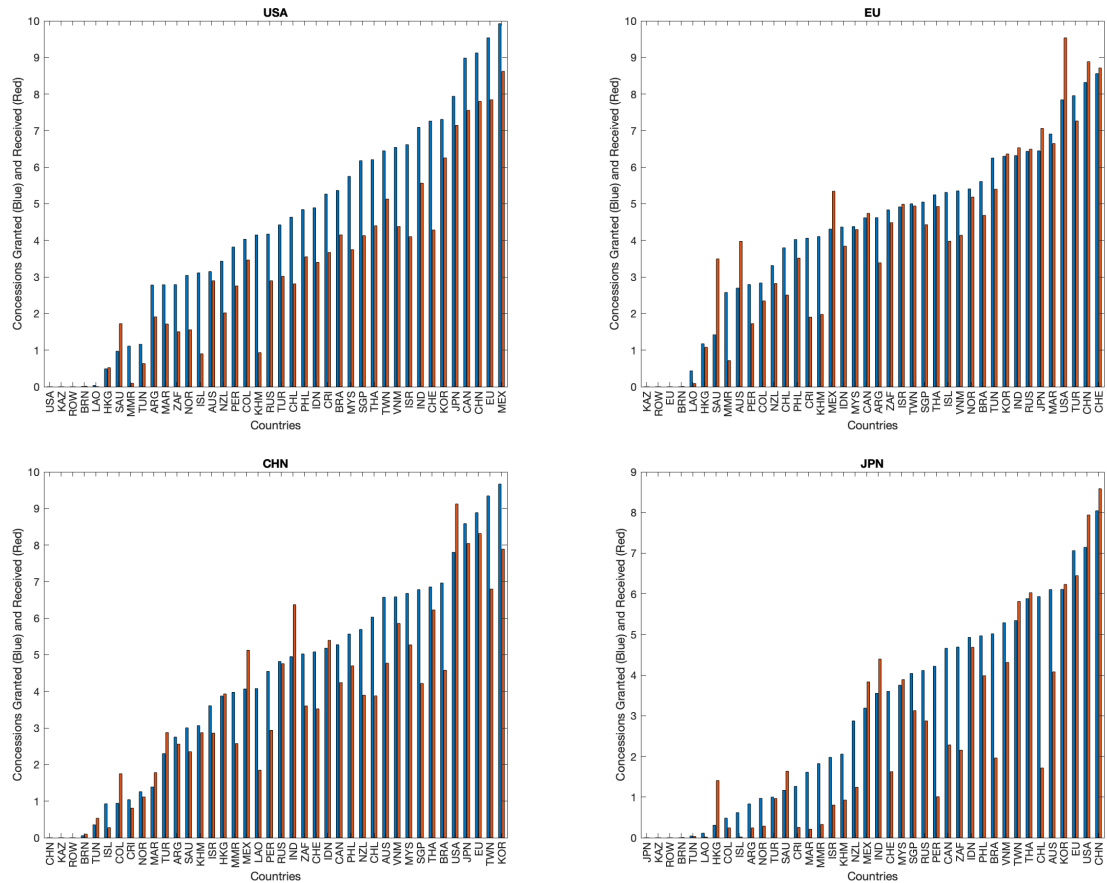 USA
Concessions Granted (Blue) and Received (Red)
10
9
8
7
6
5
4
3
2
1
0
USA KAZ ROW BRN LAO HKG SAU MMR TUN ARG MAR ZAF NOR ISL AUS NZL PER COL KHM RUS TUR CHL PHL IDN CRI BRA MYS SGP THA TWN VNM ISR IND CHE KOR JPN CAN CHN EU MEX
Countries
EU
Concessions Granted (Blue) and Received (Red)
10
9
8
7
6
5
4
3
2
1
0
KAZ ROW EU BRN LAO HKG SAU MMR AUS PER COL NZL CHL PHL CRI KHM MEX IDN MYS CAN ARG ZAF ISR TWN SGP THA ISL VNM NOR BRA TUN KOR IND RUS JPN MAR USA TUR CHN CHE
Countries
CHN
Concessions Granted (Blue) and Received (Red)
10
9
8
7
6
5
4
3
2
1
0
CHN KAZ ROW BRN TUN ISL COL CRI NOR MAR TUR ARG SAU KHM ISR HKG MMR MEX LAO PER RUS IND ZAF CHE IDN CAN PHL NZL CHL AUS VNM MYS SGP THA BRA USA JPN EU TWN KOR
Countries
JPN
Concessions Granted (Blue) and Received (Red)
9
8
7
6
5
4
3
2
1
0
JPN KAZ ROW BRN TUN LAO HKG COL ISL ARG NOR TUR SAU CRI MAR MMR ISR KHM NZL MEX IND CHE MYS SGP RUS PER CAN ZAF IDN PHL BRA VNM TWN THA CHL AUS KOR EU USA CHN
Countries